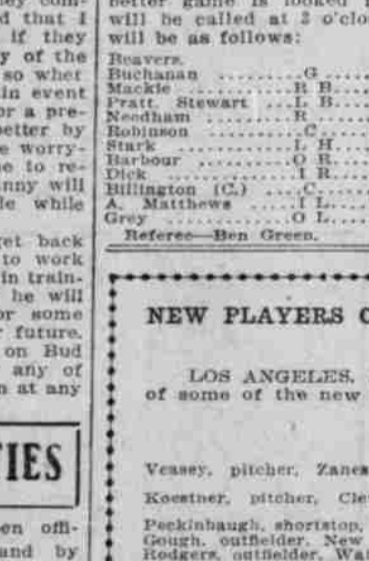 they com-
d that I
if they
y of the
so whet
in event
or a pre-
better by
e worry-
e to re-
nny will
le while
get back
to work
in train-
he will
or some
r future.
on Bud
any of
n at any
TIES
en offi-
and by
better game is looked
will be called at 3 o'clo
will be as follows:
Beavers.
Buchanan ........G.....
Mackie ........R B....
Pratt. Stewart ...L B....
Needham ........R.....
Robinson ........C.....
Stark ........L H....
Barbour ........O R....
Dick ........I R....
Billington (C.) ....C.....
A. Matthews ....I L....
Grey ........O L....
Referee—Ben Green.
NEW PLAYERS
LOS ANGELES,
of some of the new
Veasey, pitcher, Zanes
Koestner, pitcher, Cle
Peckinbaugh, shortstop,
Gough, outfielder, New
Rodgers, outfielder, Wa